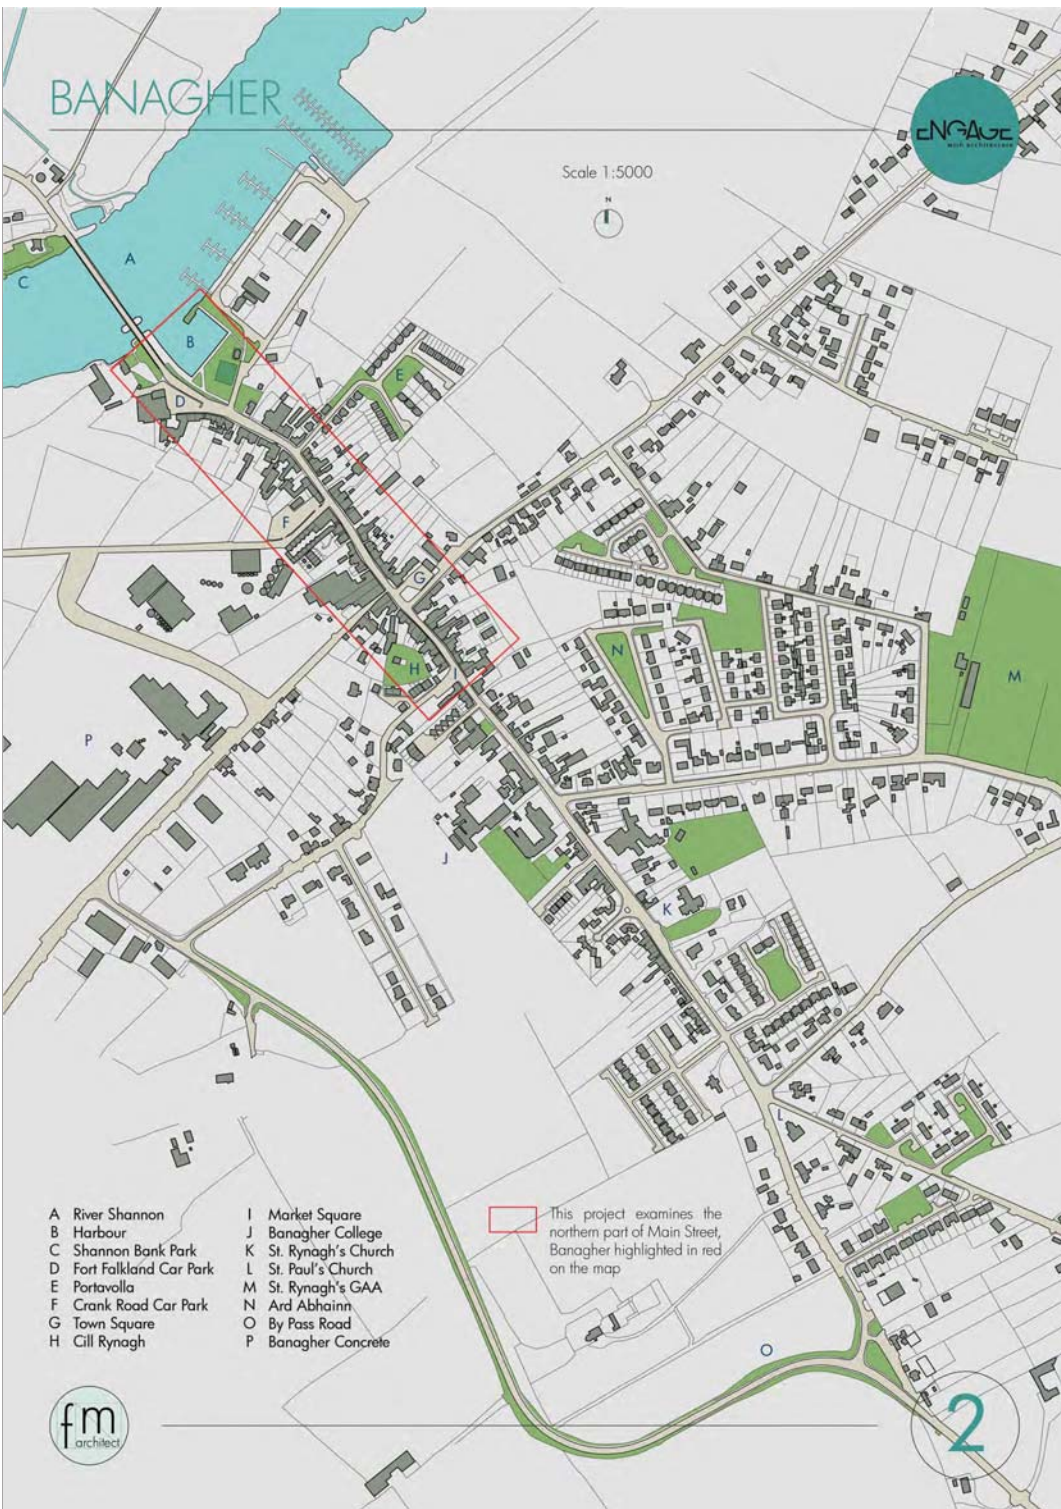 BANAGHER
ENGAGE
with architecture
Scale 1:5000
N
A
C
B
D
E
F
G
H
I
N
M
P
J
K
L
O
A River Shannon
B Harbour
C Shannon Bank Park
D Fort Falkland Car Park
E Portavolla
F Crank Road Car Park
G Town Square
H Cill Rynagh
I Market Square
J Banagher College
K St. Rynagh's Church
L St. Paul's Church
M St. Rynagh's GAA
N Ard Abhainn
O By Pass Road
P Banagher Concrete
This project examines the
northern part of Main Street,
Banagher highlighted in red
on the map
fm
architect
2